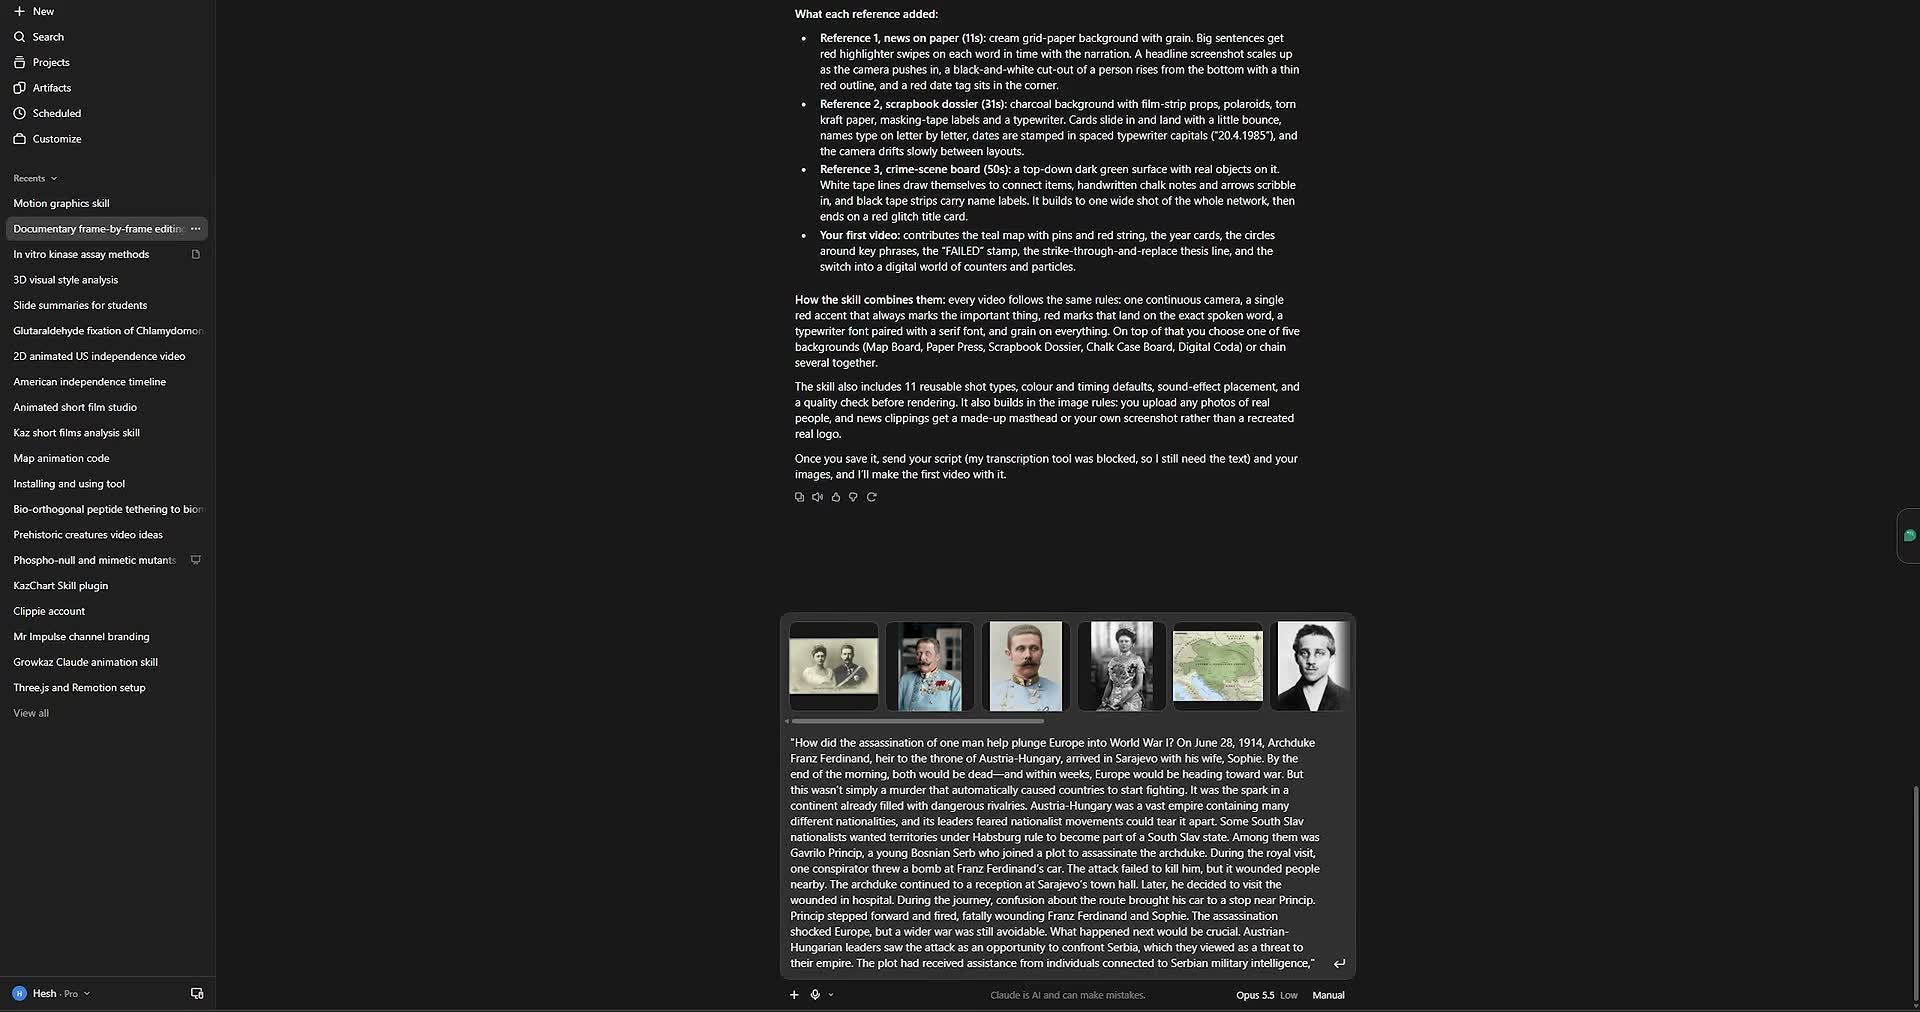 New
Search
Projects
Artifacts
Scheduled
Customize
Recents
Motion graphics skill
Documentary frame-by-frame editing
In vitro kinase assay methods
3D visual style analysis
Slide summaries for students
Glutaraldehyde fixation of Chlamydomon
2D animated US independence video
American independence timeline
Animated short film studio
Kaz short films analysis skill
Map animation code
Installing and using tool
Bio-orthogonal peptide tethering to biom
Prehistoric creatures video ideas
Phospho-null and mimetic mutants
KazChart Skill plugin
Clippie account
Mr Impulse channel branding
Growkaz Claude animation skill
Three.js and Remotion setup
View all
H Hesh · Pro
What each reference added:
• Reference 1, news on paper (11s): cream grid-paper background with grain. Big sentences get
red highlighter swipes on each word in time with the narration. A headline screenshot scales up
as the camera pushes in, a black-and-white cut-out of a person rises from the bottom with a thin
red outline, and a red date tag sits in the corner.
• Reference 2, scrapbook dossier (31s): charcoal background with film-strip props, polaroids, torn
kraft paper, masking-tape labels and a typewriter. Cards slide in and land with a little bounce,
names type on letter by letter, dates are stamped in spaced typewriter capitals ("20.4.1985"), and
the camera drifts slowly between layouts.
• Reference 3, crime-scene board (50s): a top-down dark green surface with real objects on it.
White tape lines draw themselves to connect items, handwritten chalk notes and arrows scribble
in, and black tape strips carry name labels. It builds to one wide shot of the whole network, then
ends on a red glitch title card.
• Your first video: contributes the teal map with pins and red string, the year cards, the circles
around key phrases, the "FAILED" stamp, the strike-through-and-replace thesis line, and the
switch into a digital world of counters and particles.
How the skill combines them: every video follows the same rules: one continuous camera, a single
red accent that always marks the important thing, red marks that land on the exact spoken word, a
typewriter font paired with a serif font, and grain on everything. On top of that you choose one of five
backgrounds (Map Board, Paper Press, Scrapbook Dossier, Chalk Case Board, Digital Coda) or chain
several together.
The skill also includes 11 reusable shot types, colour and timing defaults, sound-effect placement, and
a quality check before rendering. It also builds in the image rules: you upload any photos of real
people, and news clippings get a made-up masthead or your own screenshot rather than a recreated
real logo.
Once you save it, send your script (my transcription tool was blocked, so I still need the text) and your
images, and I'll make the first video with it.
"How did the assassination of one man help plunge Europe into World War I? On June 28, 1914, Archduke
Franz Ferdinand, heir to the throne of Austria-Hungary, arrived in Sarajevo with his wife, Sophie. By the
end of the morning, both would be dead—and within weeks, Europe would be heading toward war. But
this wasn't simply a murder that automatically caused countries to start fighting. It was the spark in a
continent already filled with dangerous rivalries. Austria-Hungary was a vast empire containing many
different nationalities, and its leaders feared nationalist movements could tear it apart. Some South Slav
nationalists wanted territories under Habsburg rule to become part of a South Slav state. Among them was
Gavrilo Princip, a young Bosnian Serb who joined a plot to assassinate the archduke. During the royal visit,
one conspirator threw a bomb at Franz Ferdinand's car. The attack failed to kill him, but it wounded people
nearby. The archduke continued to a reception at Sarajevo's town hall. Later, he decided to visit the
wounded in hospital. During the journey, confusion about the route brought his car to a stop near Princip.
Princip stepped forward and fired, fatally wounding Franz Ferdinand and Sophie. The assassination
shocked Europe, but a wider war was still avoidable. What happened next would be crucial. Austrian-
Hungarian leaders saw the attack as an opportunity to confront Serbia, which they viewed as a threat to
their empire. The plot had received assistance from individuals connected to Serbian military intelligence,"
Claude is AI and can make mistakes.
Opus 5.5 Low Manual